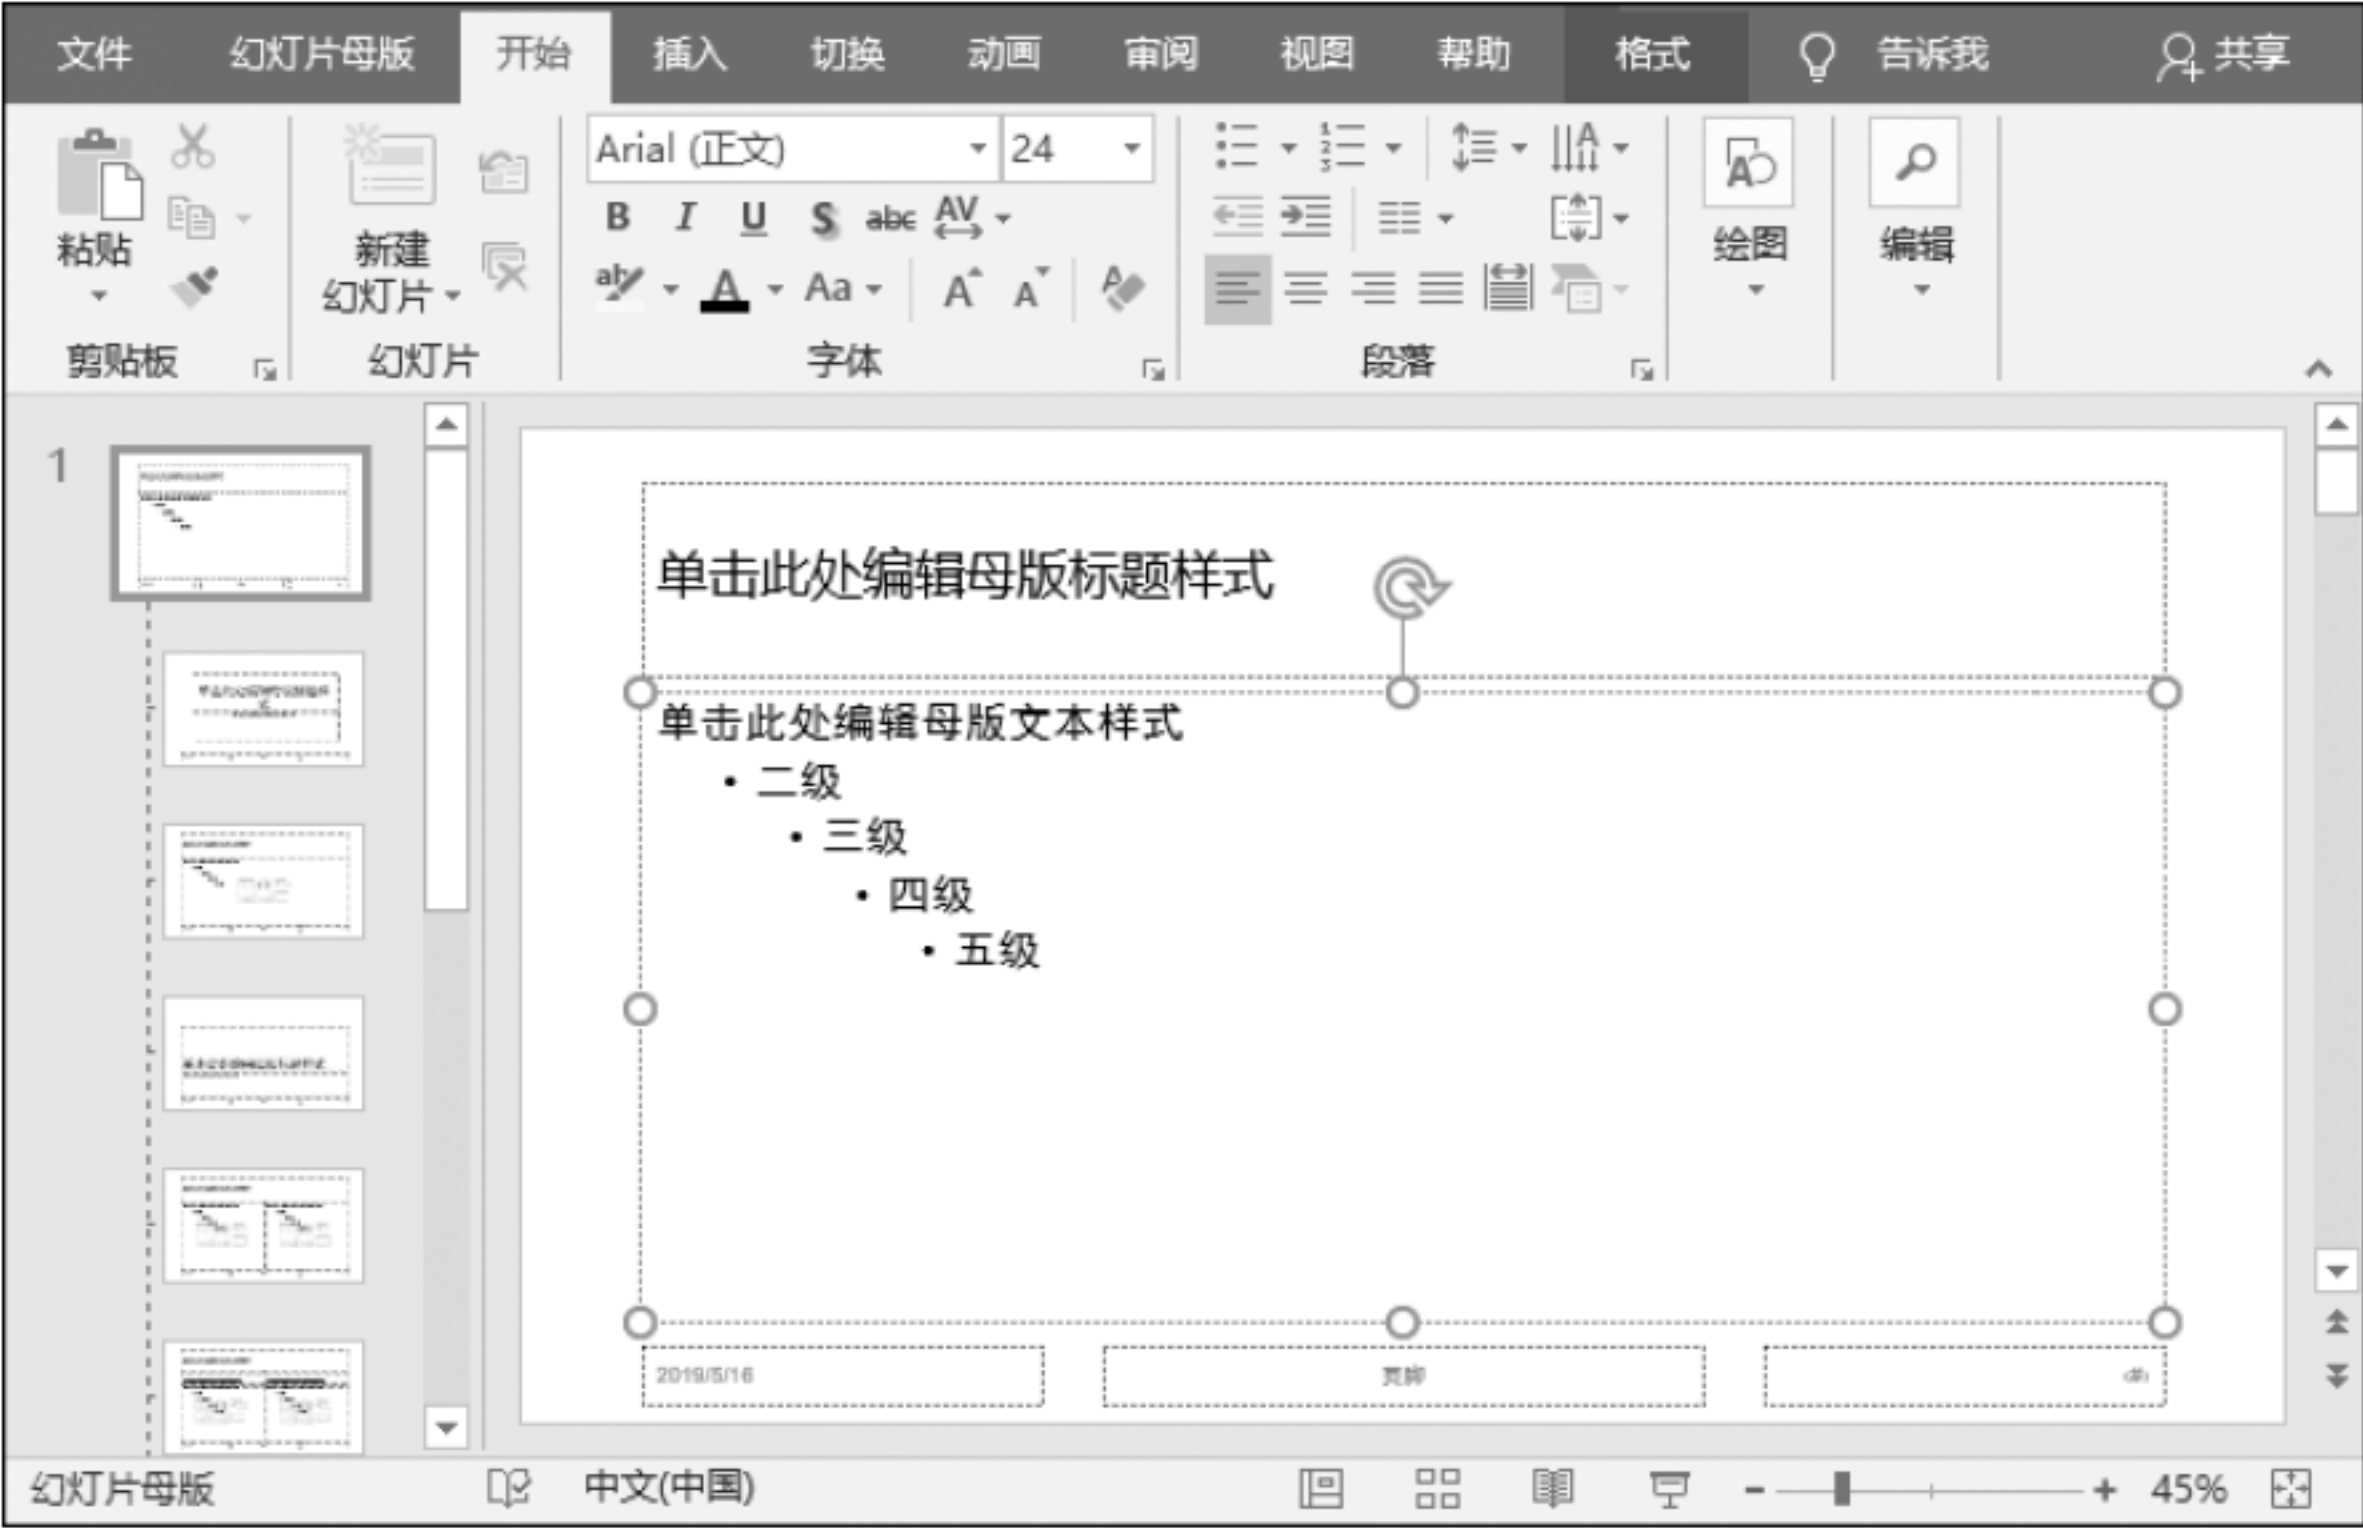 文件 幻灯片母版 开始 插入 切换 动画 审阅 视图 帮助 格式 告诉我 共享
Arial (正文) 24
粘贴
新建
幻灯片
B I U S abc AV
A Aa A A
绘图
编辑
剪贴板 幻灯片 字体 段落
1
单击此处编辑母版标题样式
单击此处编辑母版文本样式
• 二级
• 三级
• 四级
• 五级
2019/5/16 页脚 ‹#›
幻灯片母版 中文(中国) 45%